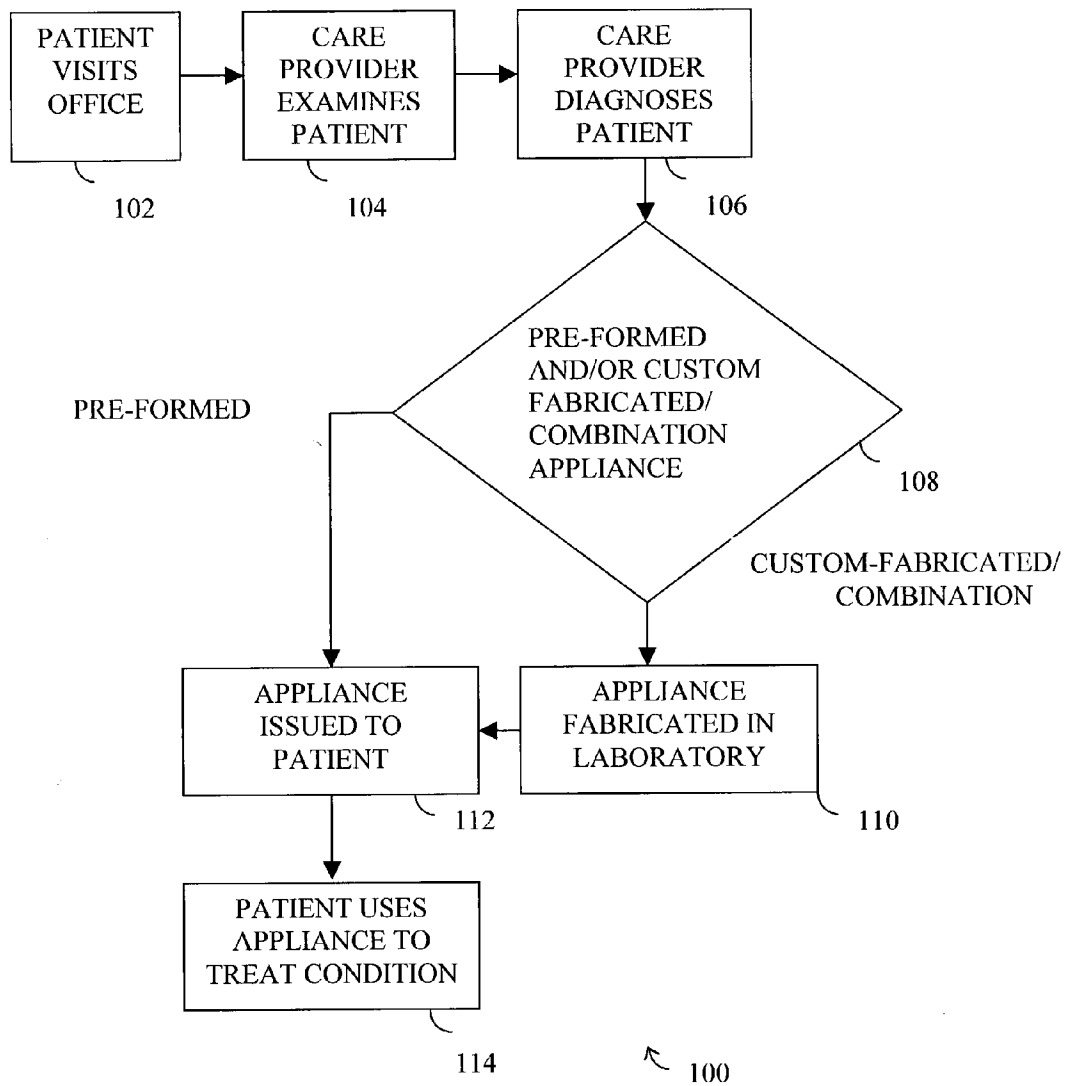 PATIENT
VISITS
OFFICE
102
CARE
PROVIDER
EXAMINES
PATIENT
104
CARE
PROVIDER
DIAGNOSES
PATIENT
106
PRE-FORMED
AND/OR CUSTOM
FABRICATED/
COMBINATION
APPLIANCE
108
PRE-FORMED
CUSTOM-FABRICATED/
COMBINATION
APPLIANCE
ISSUED TO
PATIENT
112
APPLIANCE
FABRICATED IN
LABORATORY
110
PATIENT USES
APPLIANCE TO
TREAT CONDITION
114
100